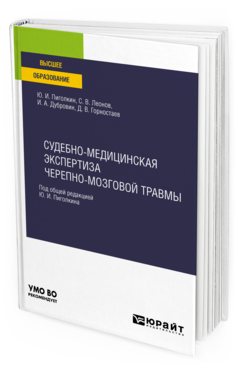 ВЫСШЕЕ
ОБРАЗОВАНИЕ
Ю. И. Пиголкин, С. В. Леонов,
И. А. Дубровин, Д. В. Горностаев
СУДЕБНО-МЕДИЦИНСКАЯ
ЭКСПЕРТИЗА
ЧЕРЕПНО-МОЗГОВОЙ ТРАВМЫ
Под общей редакцией
Ю. И. Пиголкина
УМО ВО
РЕКОМЕНДУЕТ
юрайт
издательство